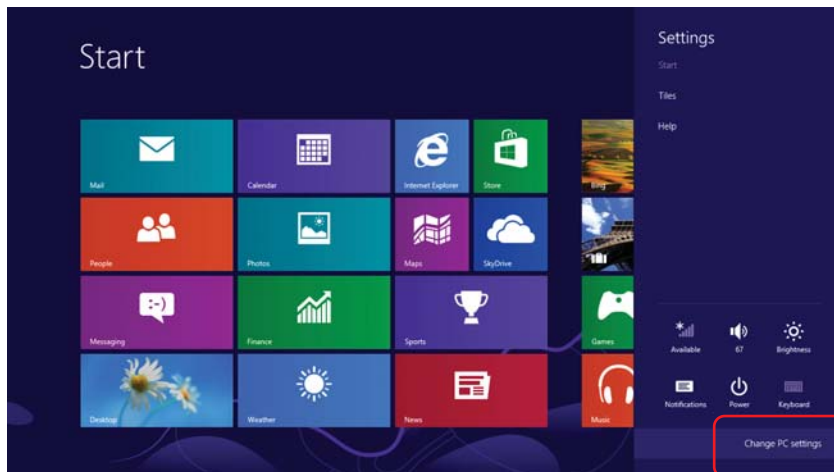 Start
Settings
Start
Tiles
Help
Mail
Calendar
Internet Explorer
Store
Bing
People
Photos
Maps
SkyDrive
Messaging
Finance
Sports
Games
Desktop
Weather
News
Music
Available
67
Brightness
Notifications
Power
Keyboard
Change PC settings